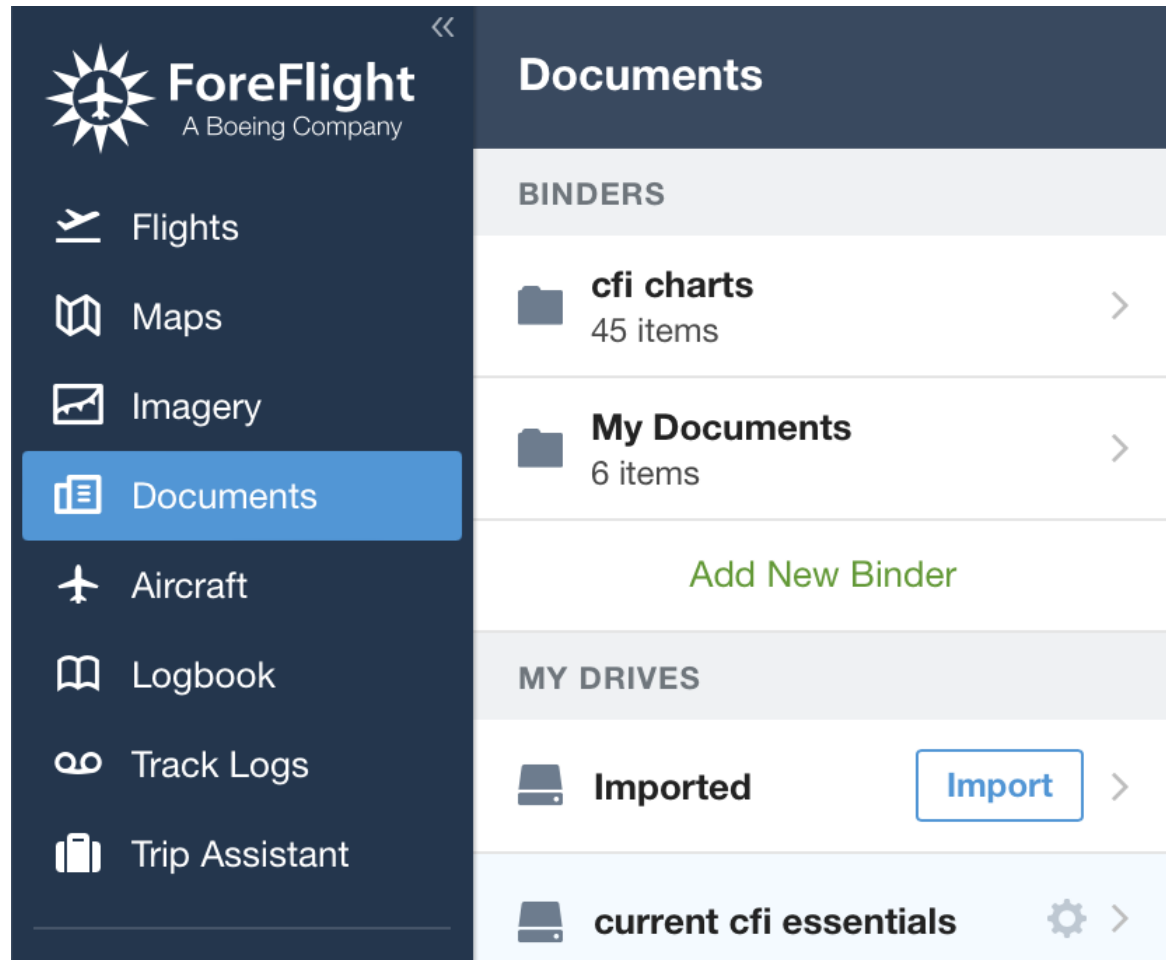 ForeFlight
A Boeing Company
Flights
Maps
Imagery
Documents
Aircraft
Logbook
Track Logs
Trip Assistant
Documents
BINDERS
cfi charts
45 items
My Documents
6 items
Add New Binder
MY DRIVES
Imported
Import
current cfi essentials